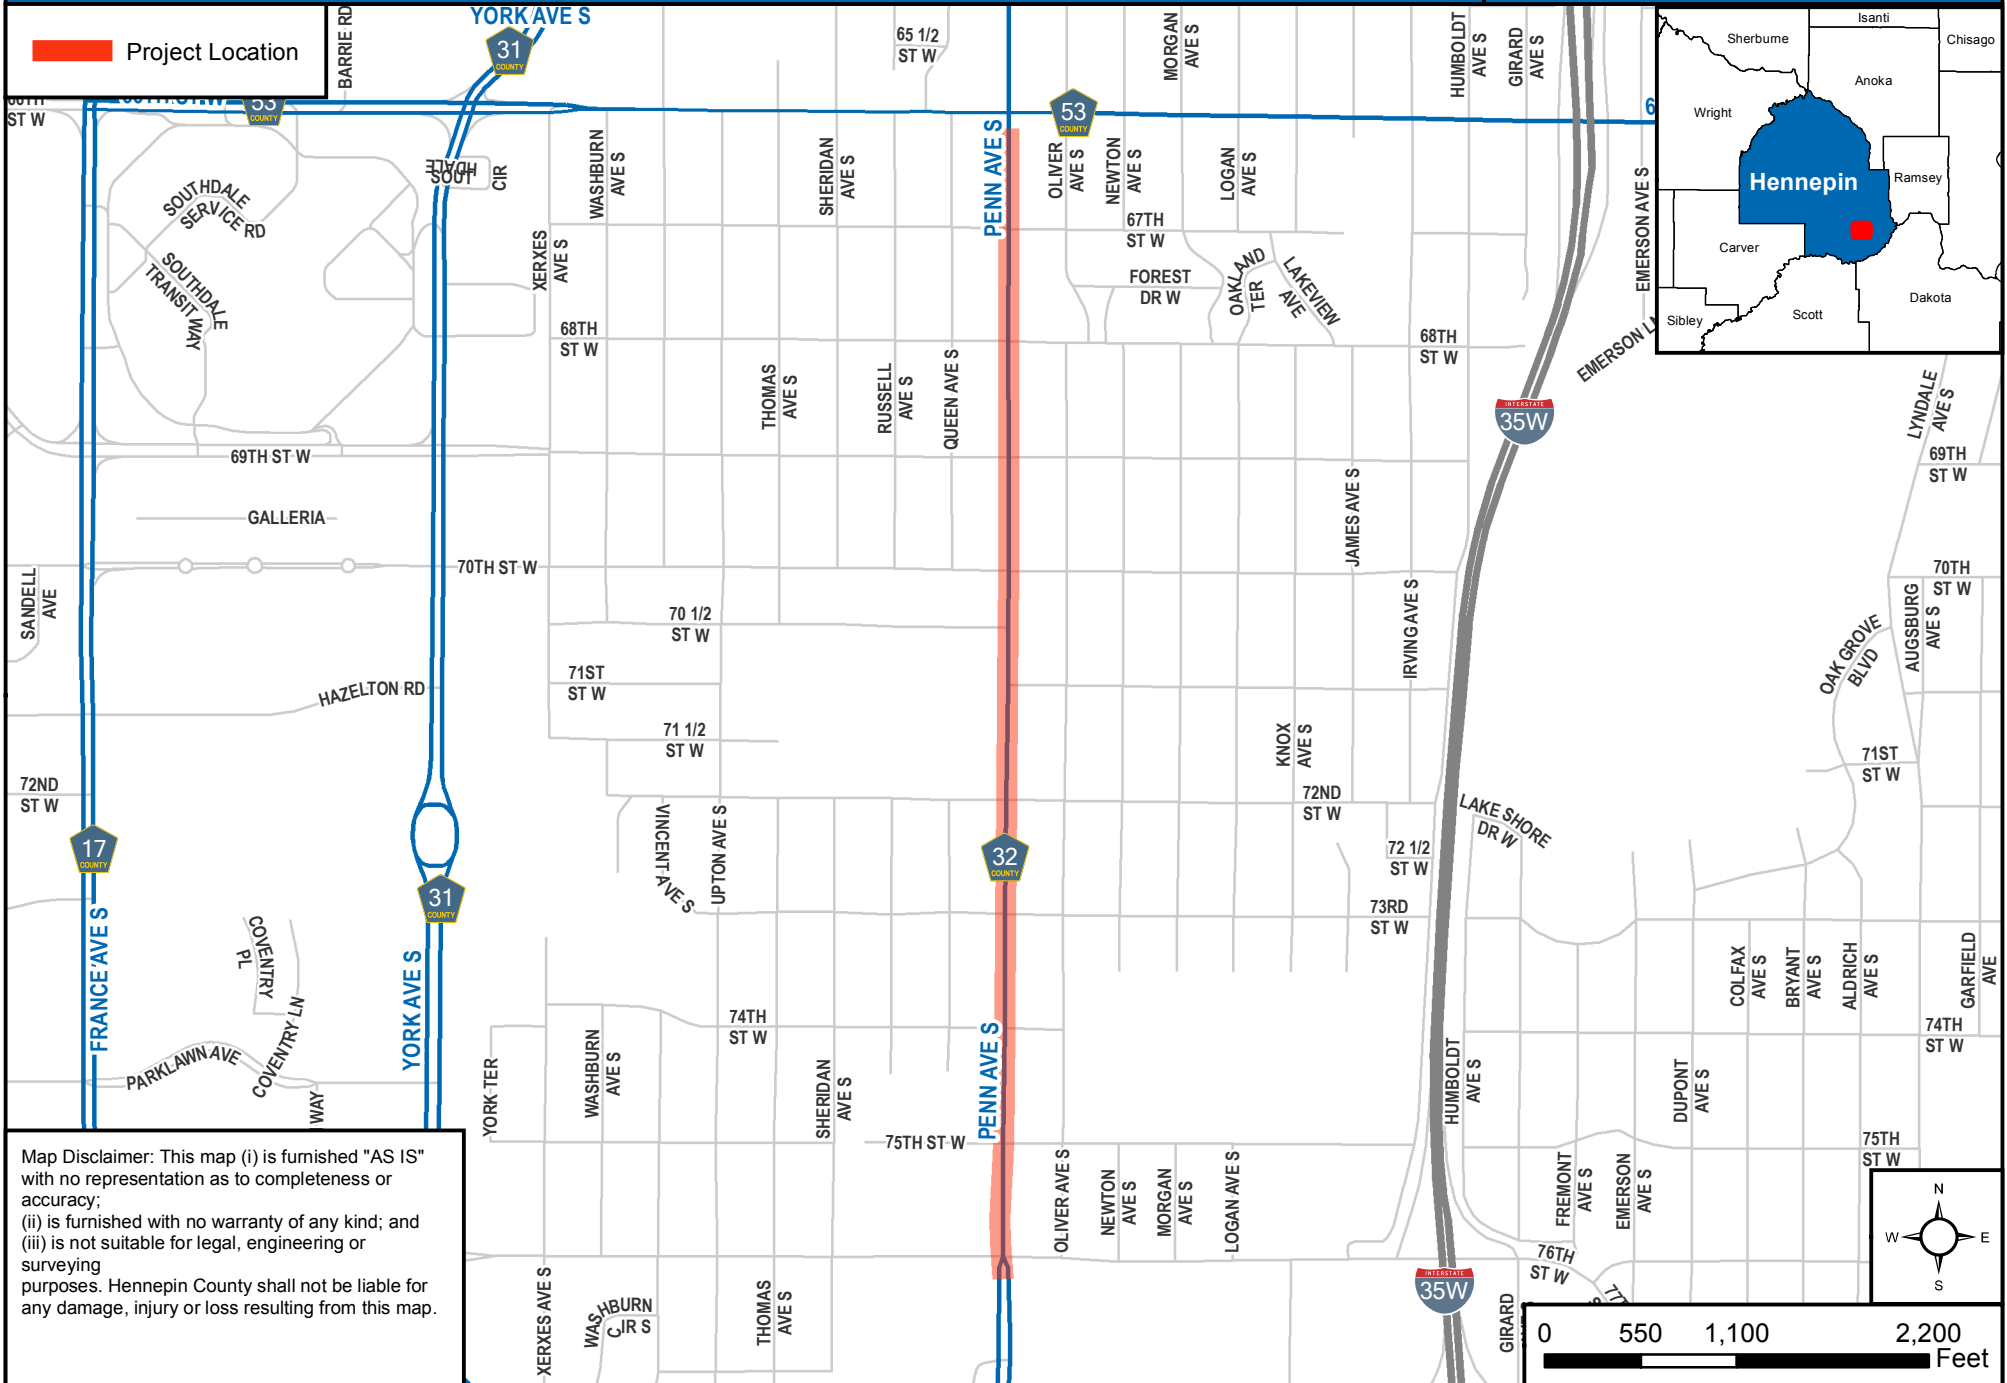 Project Location
YORK AVE S
31
COUNTY
BARRIE RD
65 1/2
ST W
MORGAN
AVE S
HUMBOLDT
AVE S
GIRARD
AVE S
Isanti
Sherburne
Chisago
Anoka
Wright
Hennepin
Ramsey
Carver
Dakota
Scott
Sibley
ST W
53
COUNTY
53
COUNTY
CIR
WASHBURN
AVE S
SHERIDAN
AVE S
PENN AVE S
OLIVER
AVE S
NEWTON
AVE S
LOGAN
AVE S
EMERSON AVE S
SOUTHDALE
SERVICE RD
SOUTHDALE
TRANSIT WAY
XERXES
AVE S
67TH
ST W
FOREST
DR W
OAKLAND
TER
LAKEVIEW
AVE
68TH
ST W
68TH
ST W
THOMAS
AVE S
RUSSELL
AVE S
QUEEN AVE S
INTERSTATE
35W
EMERSON
LYNDALE
AVE S
69TH ST W
69TH
ST W
GALLERIA
JAMES AVE S
70TH ST W
70TH
ST W
SANDELL
AVE
70 1/2
ST W
IRVING AVE S
AUGSBURG
AVE S
OAK GROVE
BLVD
71ST
ST W
HAZELTON RD
71 1/2
ST W
KNOX
AVE S
71ST
ST W
72ND
ST W
72ND
ST W
LAKE SHORE
DR W
VINCENT AVE S
UPTON AVE S
17
COUNTY
32
COUNTY
72 1/2
ST W
31
COUNTY
73RD
ST W
FRANCE AVE S
COVENTRY
PL
COVENTRY LN
YORK AVE S
COLFAX
AVE S
BRYANT
AVE S
ALDRICH
AVE S
GARFIELD
AVE
74TH
ST W
PENN AVE S
74TH
ST W
PARKLAWN AVE
WAY
YORK TER
WASHBURN
AVE S
SHERIDAN
AVE S
HUMBOLDT
AVE S
DUPONT
AVE S
75TH ST W
75TH
ST W
Map Disclaimer: This map (i) is furnished "AS IS"
with no representation as to completeness or
accuracy;
(ii) is furnished with no warranty of any kind; and
(iii) is not suitable for legal, engineering or
surveying
purposes. Hennepin County shall not be liable for
any damage, injury or loss resulting from this map.
OLIVER AVE S
NEWTON
AVE S
MORGAN
AVE S
LOGAN AVE S
FREMONT
AVE S
EMERSON
AVE S
76TH
ST W
N
W
E
S
XERXES AVE S
WASHBURN
CIR S
THOMAS
AVE S
INTERSTATE
35W
GIRARD
0
550
1,100
2,200
Feet